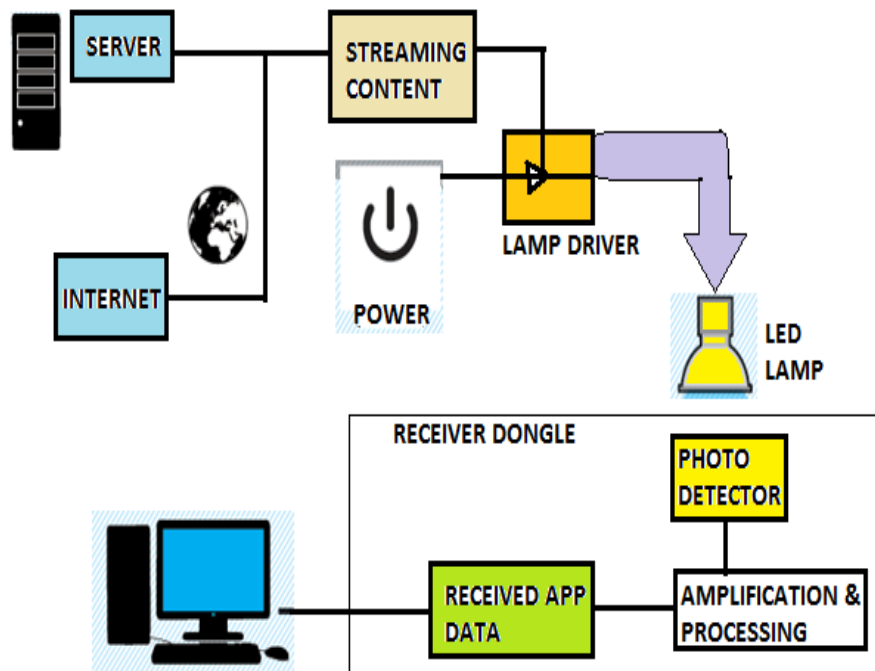 SERVER
STREAMING
CONTENT
LAMP DRIVER
INTERNET
POWER
LED
LAMP
RECEIVER DONGLE
PHOTO
DETECTOR
RECEIVED APP
DATA
AMPLIFICATION &
PROCESSING